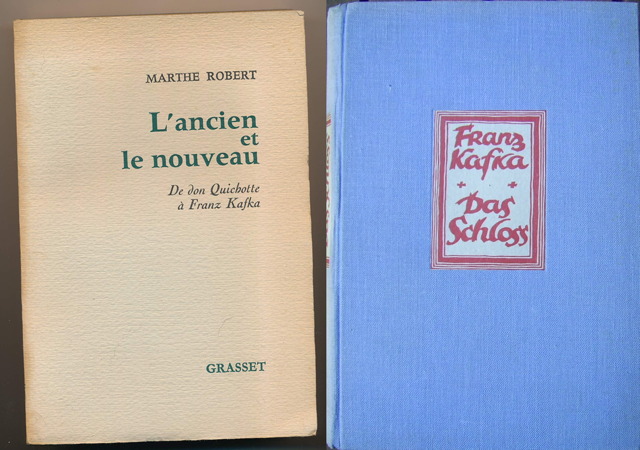 MARTHE ROBERT
L'ancien
et
le nouveau
De don Quichotte
à Franz Kafka
GRASSET
Franz
Kafka
Das
Schloss